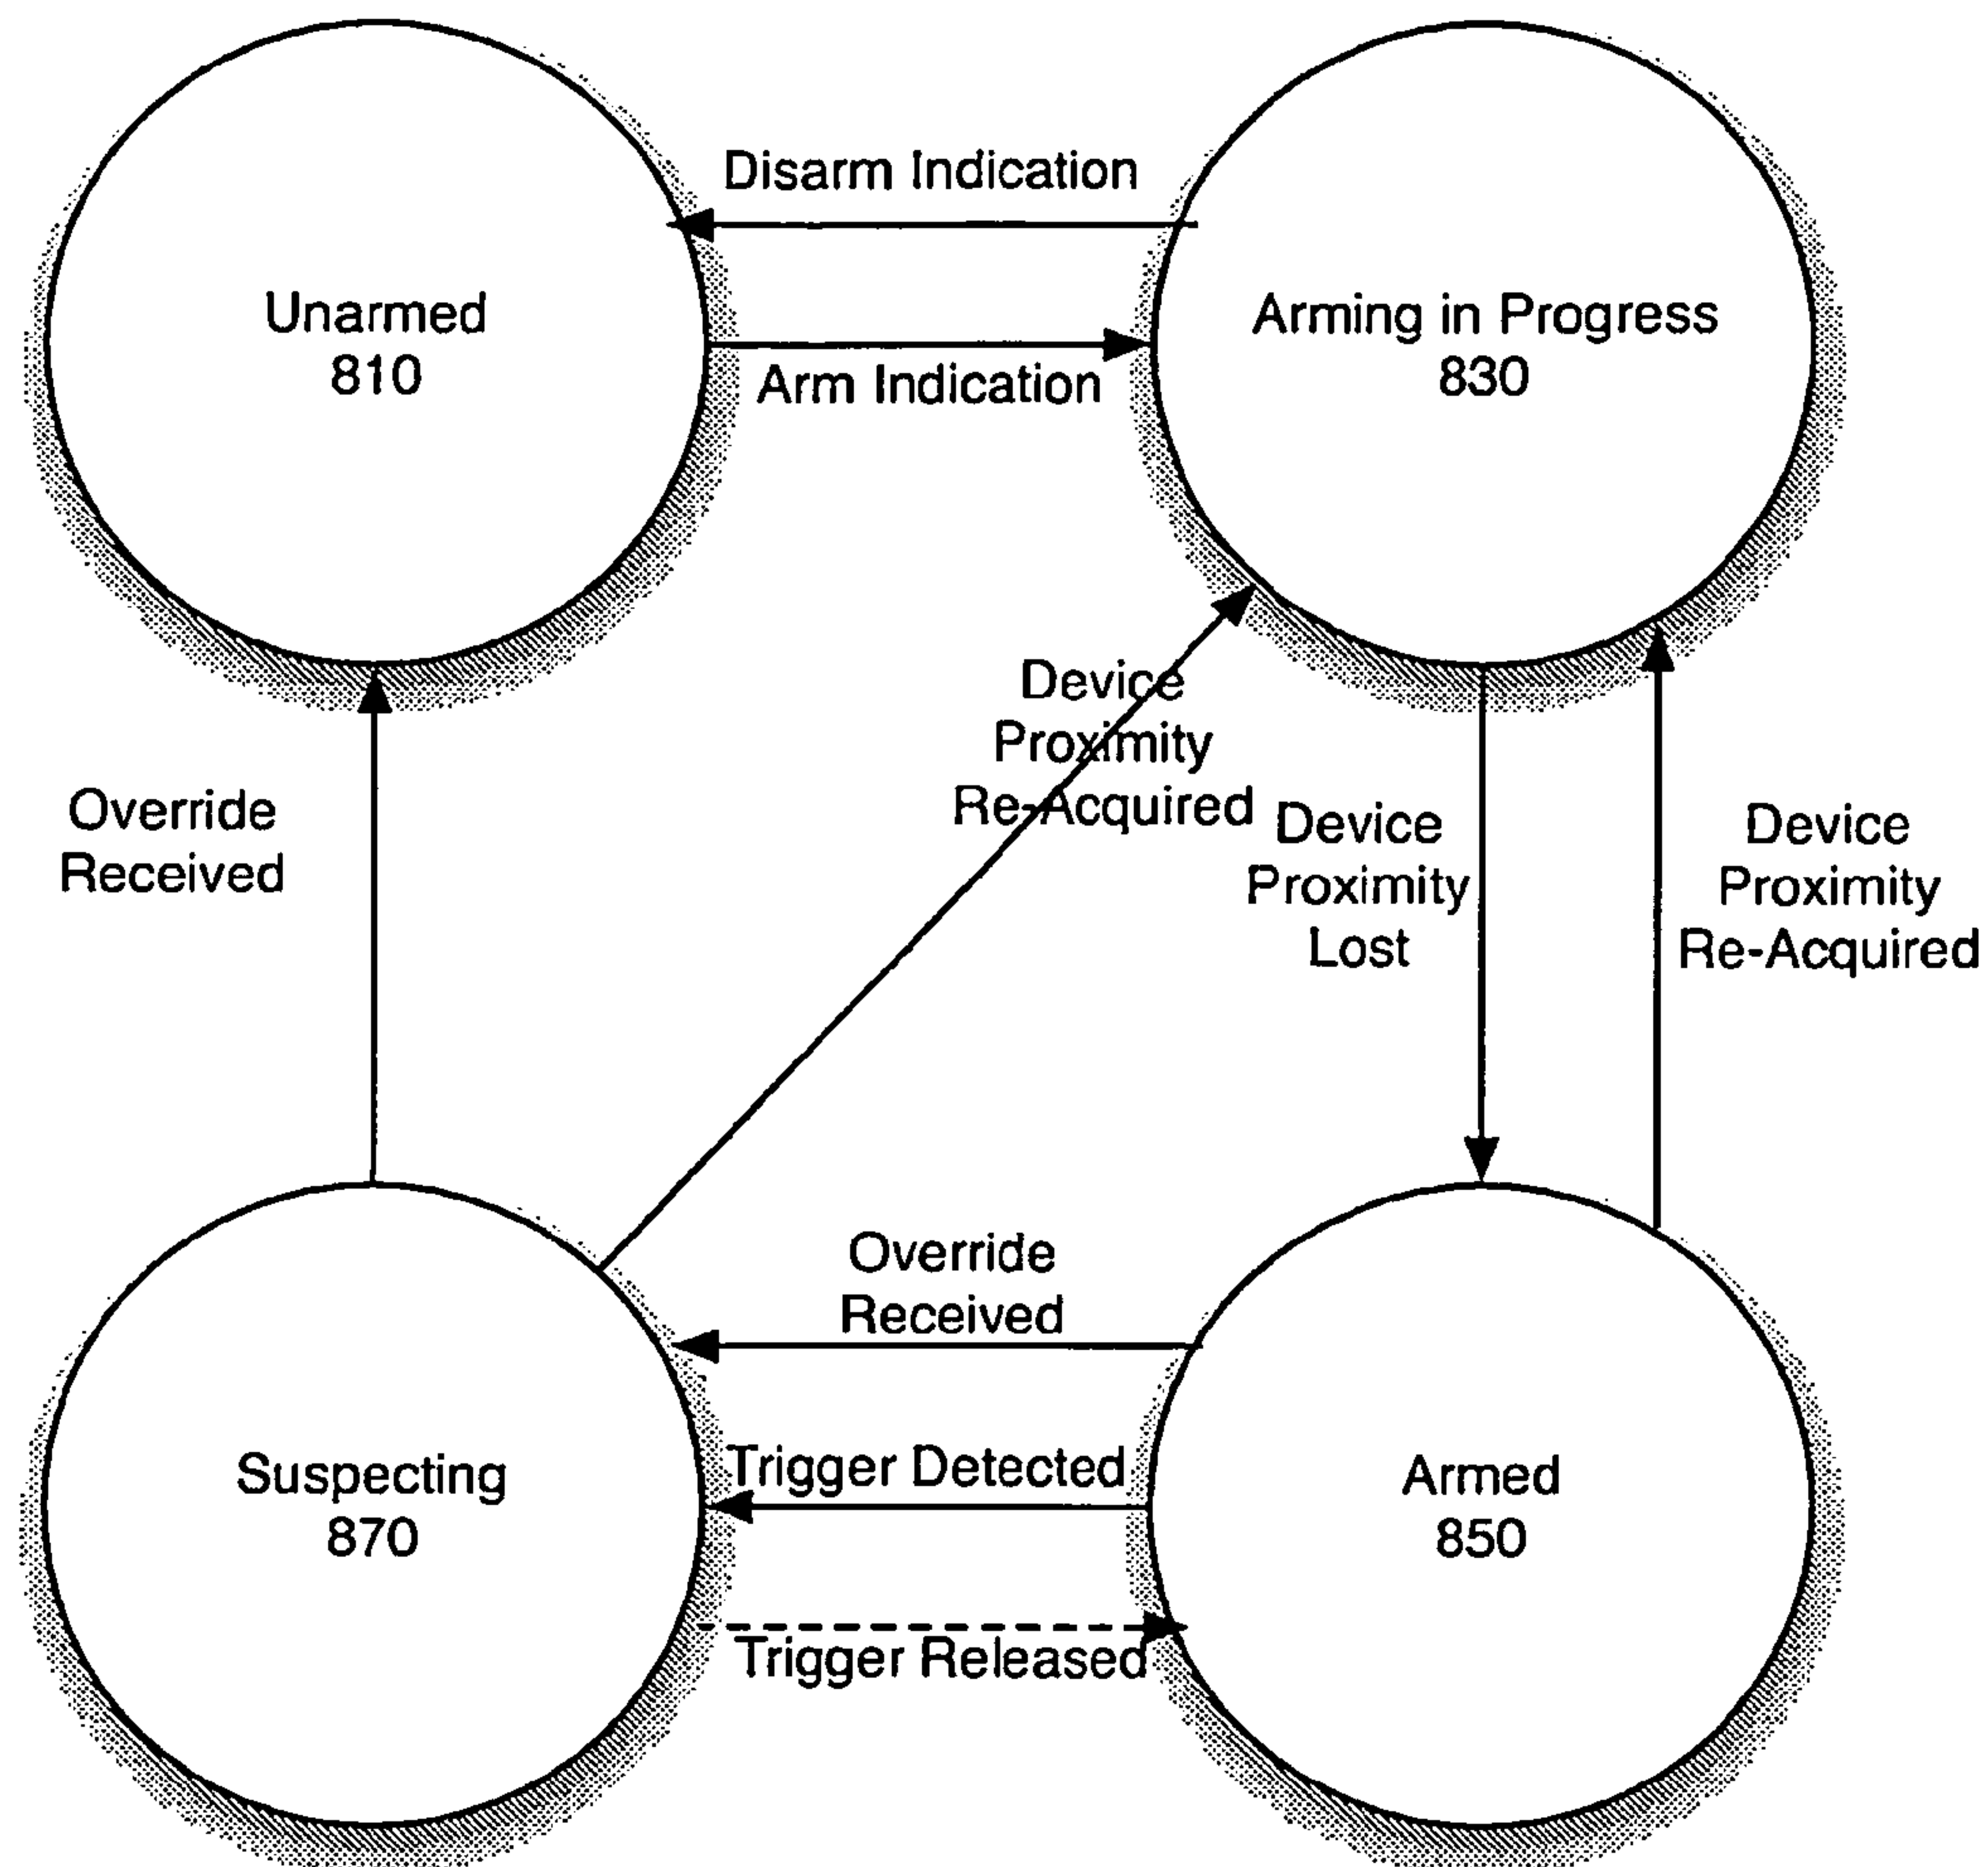 Disarm Indication
Unarmed
810
Arming in Progress
830
Arm Indication
Device
Proximity
Re-Acquired
Override
Received
Device
Proximity
Lost
Device
Proximity
Re-Acquired
Override
Received
Trigger Detected
Suspecting
870
Armed
850
Trigger Released